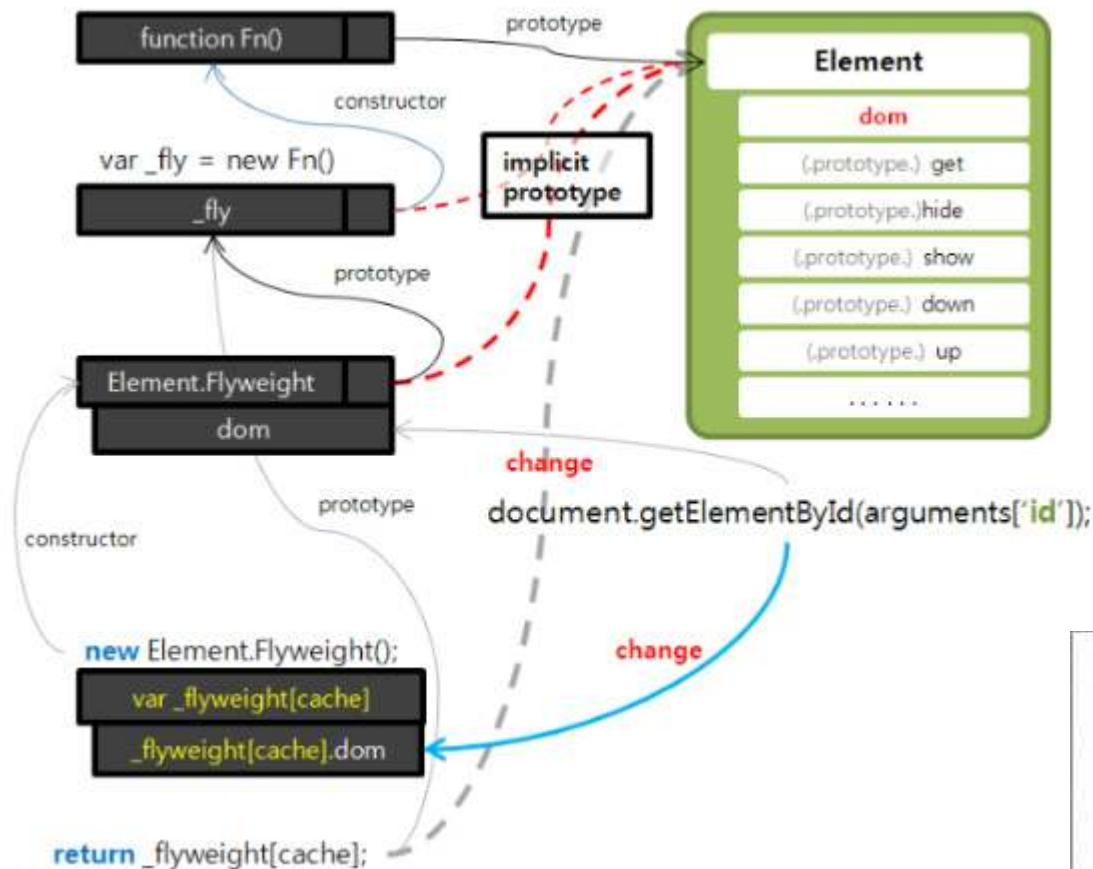 function Fn()
prototype
Element
dom
(.prototype.) get
(.prototype.)hide
(.prototype.) show
(.prototype.) down
(.prototype.) up
. . . . . .
constructor
implicit
prototype
var _fly = new Fn()
_fly
prototype
Element.Flyweight
dom
change
prototype
document.getElementById(arguments['id']);
constructor
change
new Element.Flyweight();
var _flyweight[cache]
_flyweight[cache].dom
return _flyweight[cache];